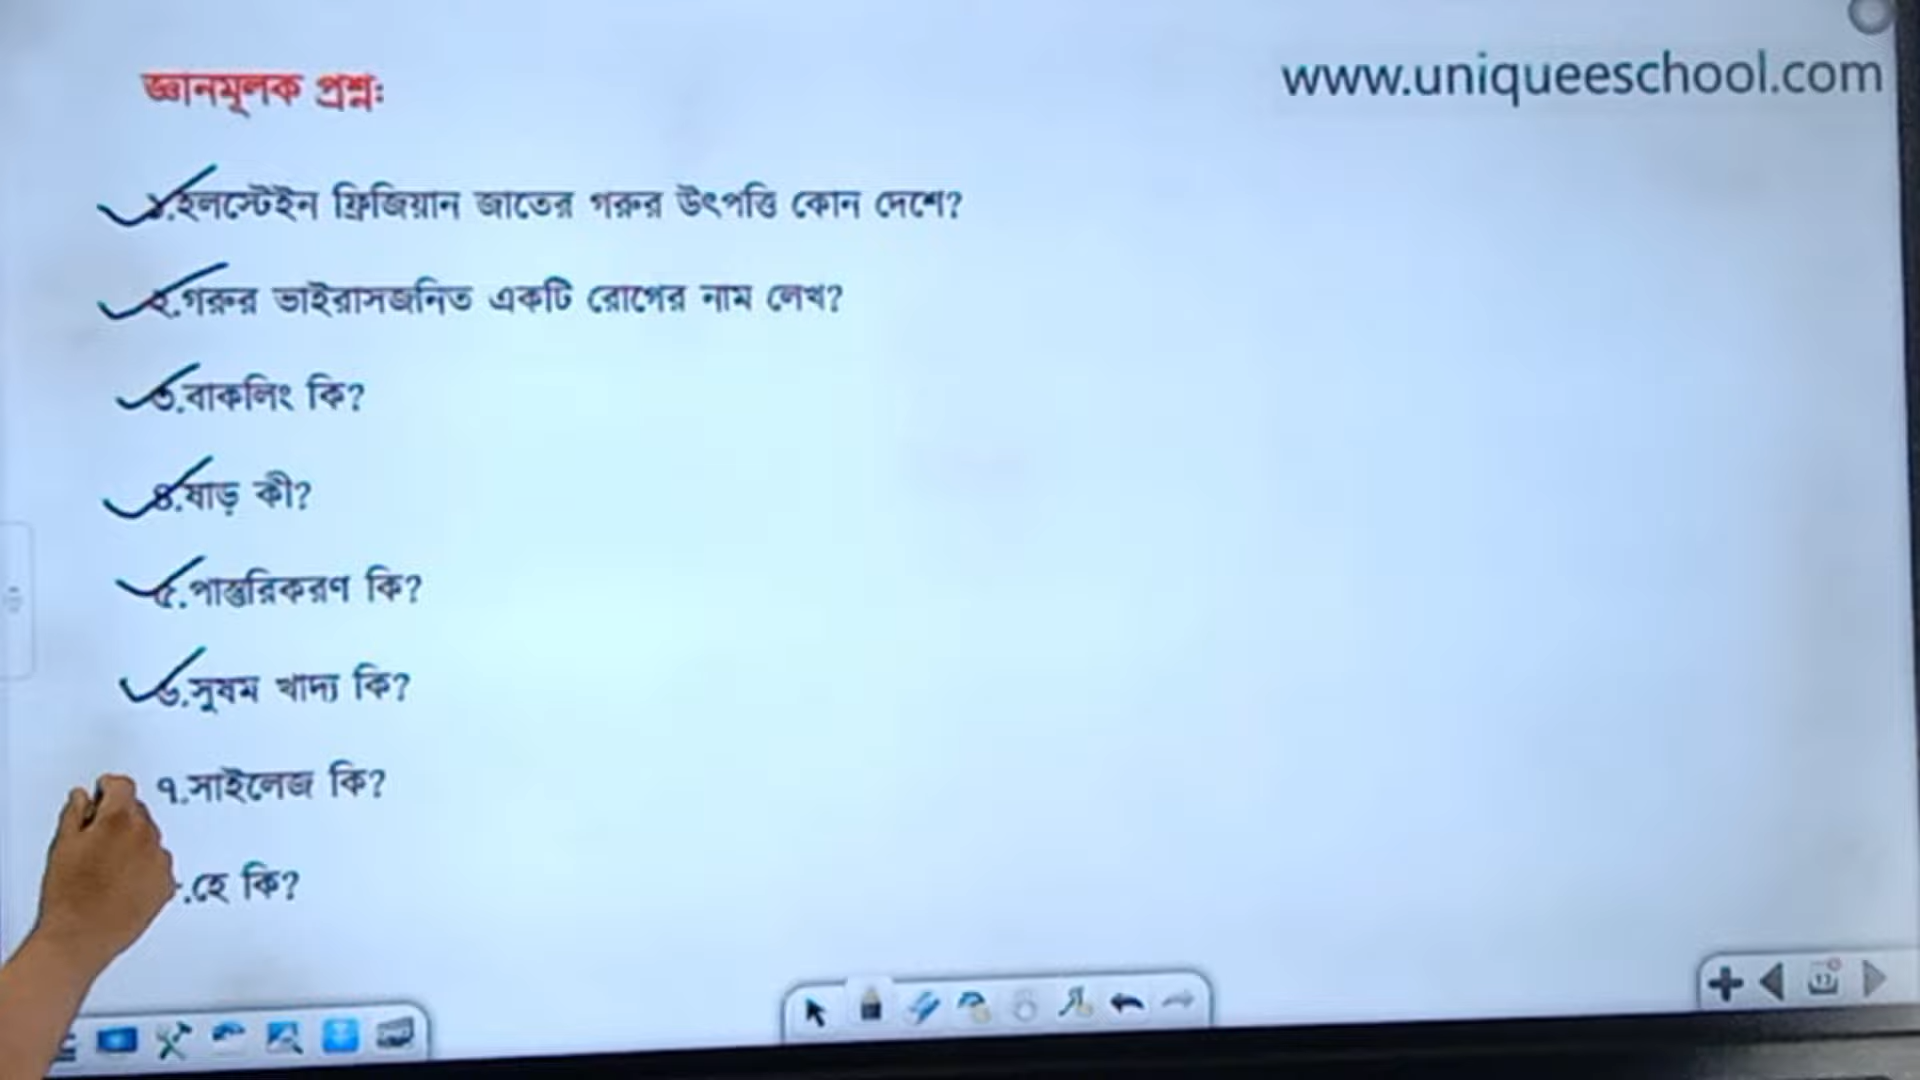 জ্ঞানমূলক প্রশ্ন:
www.uniqueeschool.com
১.হলস্টেইন ফ্রিজিয়ান জাতের গরুর উৎপত্তি কোন দেশে?
২.গরুর ভাইরাসজনিত একটি রোগের নাম লেখ?
৩.বাকলিং কি?
৪.ষাড় কী?
৫.পাস্তুরিকরণ কি?
৬.সুষম খাদ্য কি?
৭.সাইলেজ কি?
.হে কি?